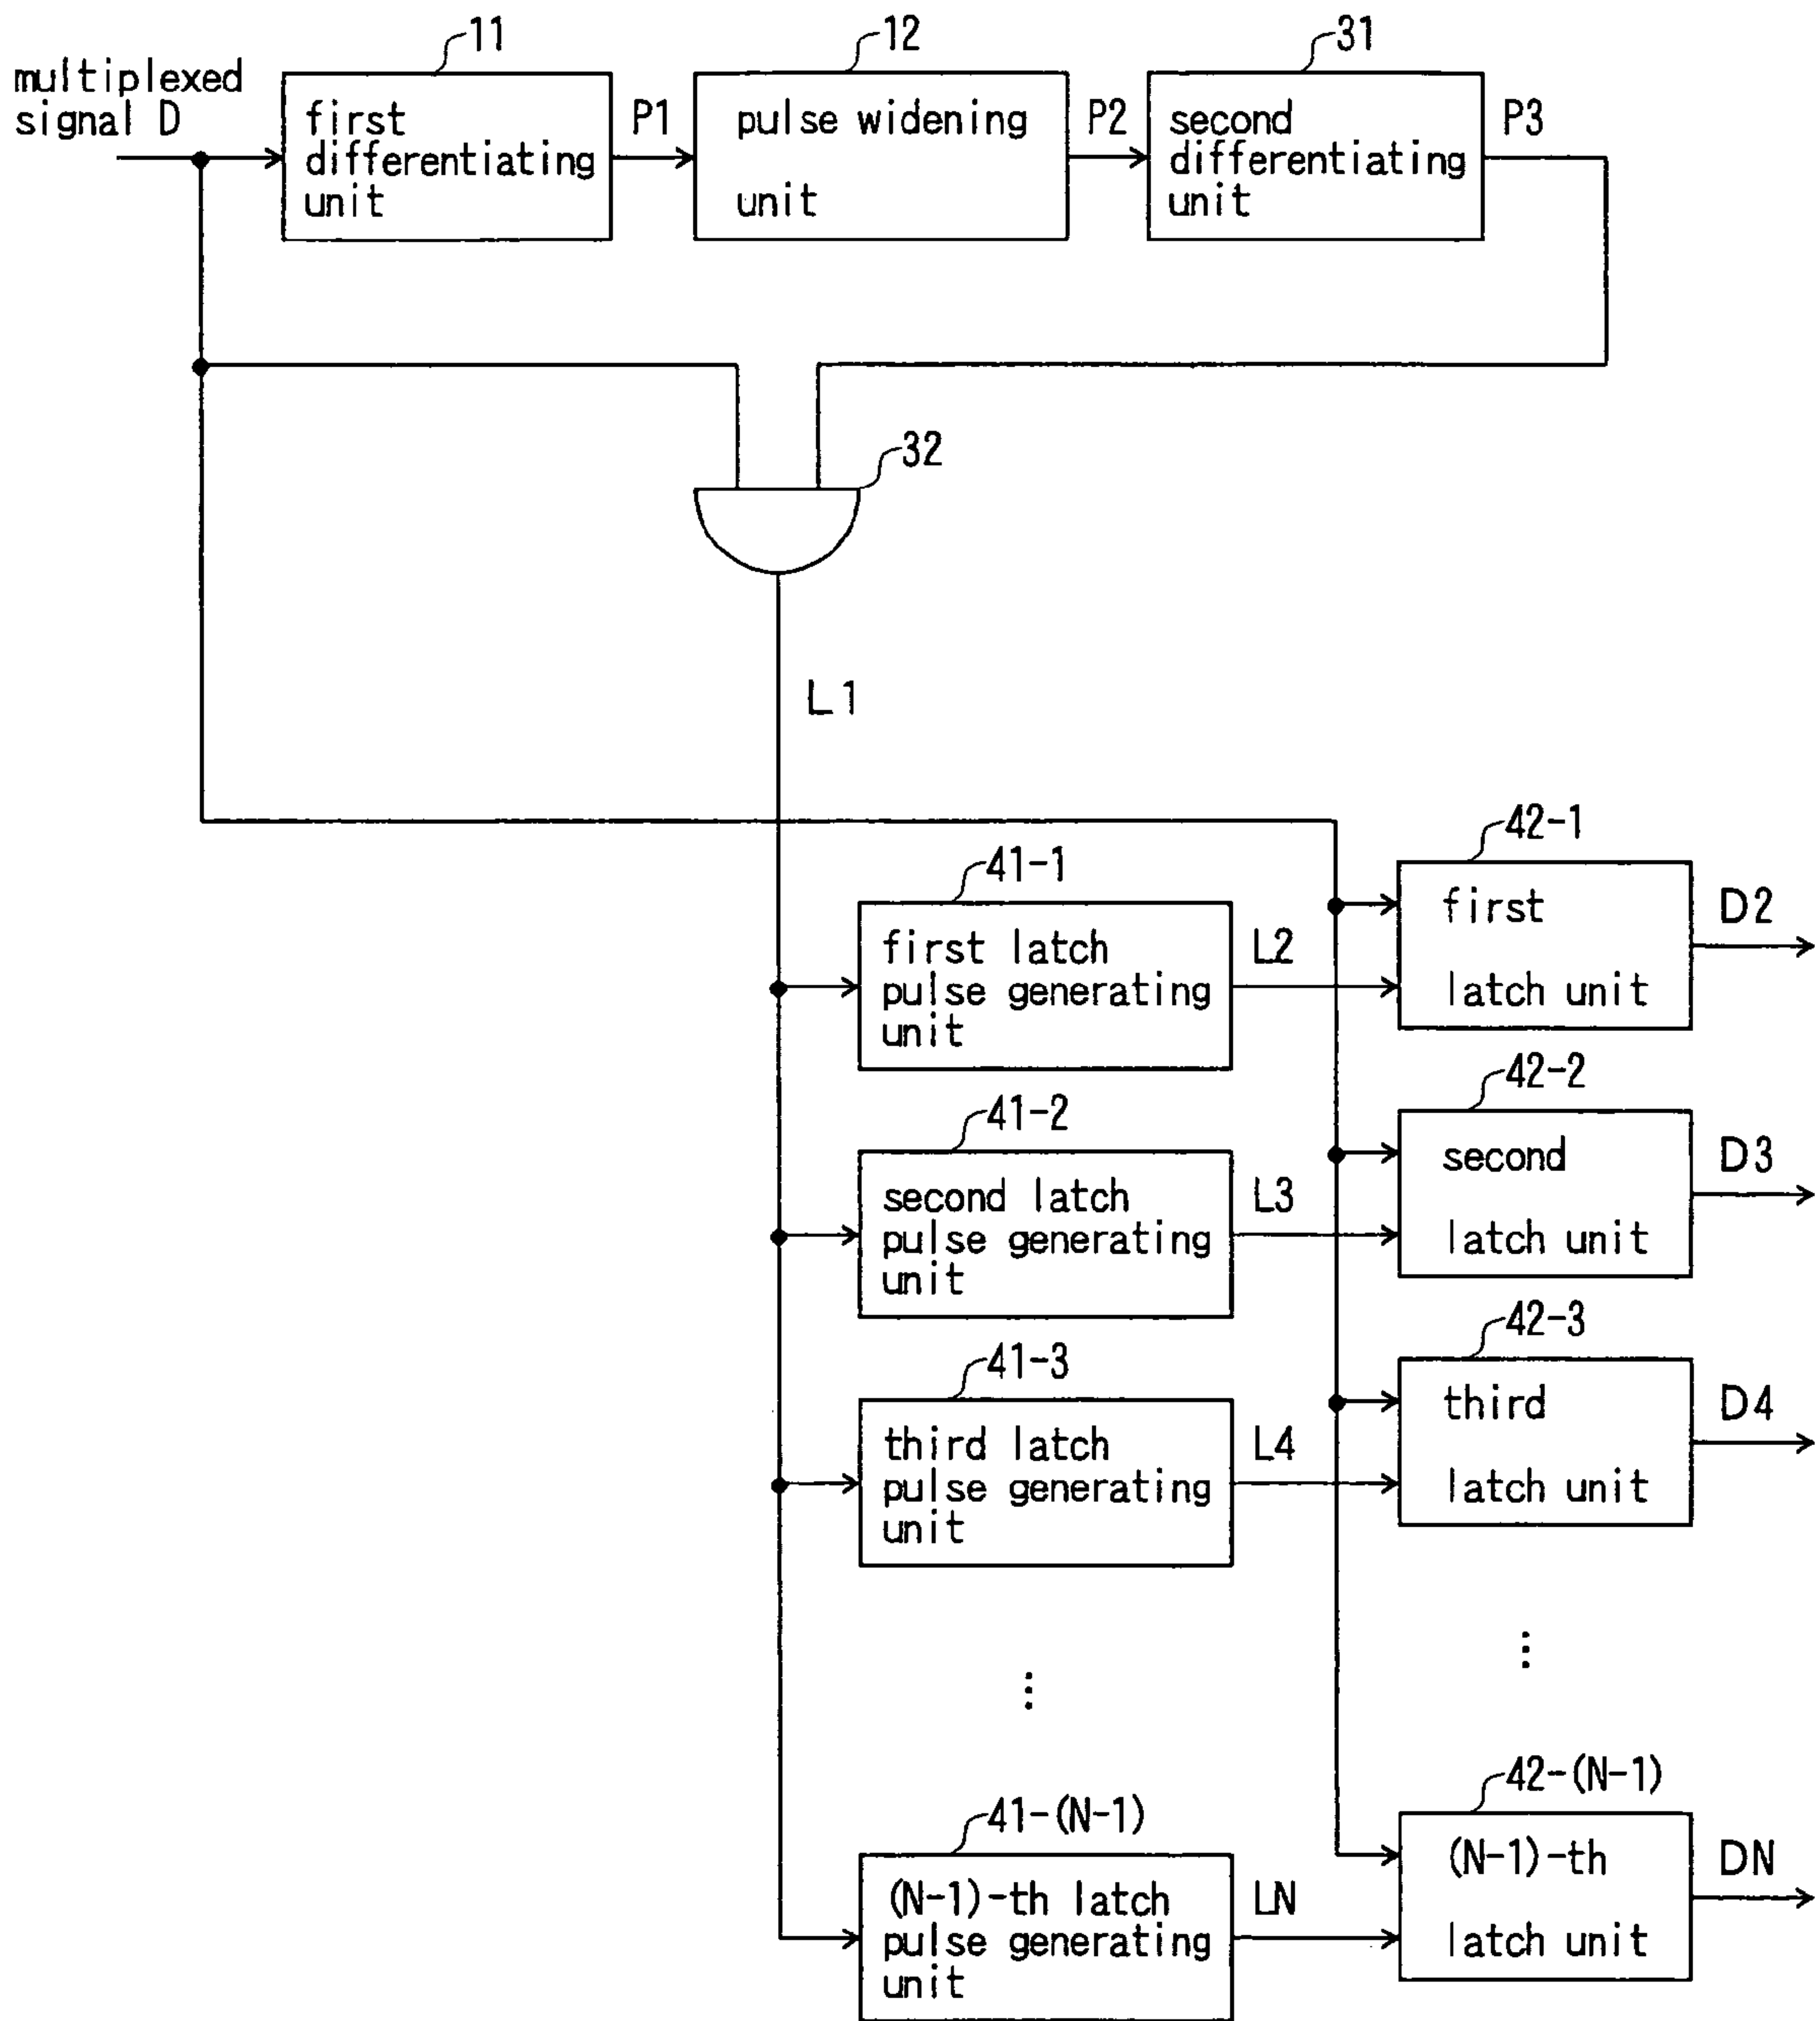 11
12
31
multiplexed
signal D
first
differentiating
unit
P1
pulse widening
unit
P2
second
differentiating
unit
P3
32
L1
42-1
41-1
first
latch unit
D2
first latch
pulse generating
unit
L2
42-2
41-2
second
latch unit
D3
second latch
pulse generating
unit
L3
42-3
41-3
third
latch unit
D4
third latch
pulse generating
unit
L4
⋮
⋮
42-(N-1)
41-(N-1)
(N-1)-th
latch unit
DN
(N-1)-th latch
pulse generating
unit
LN